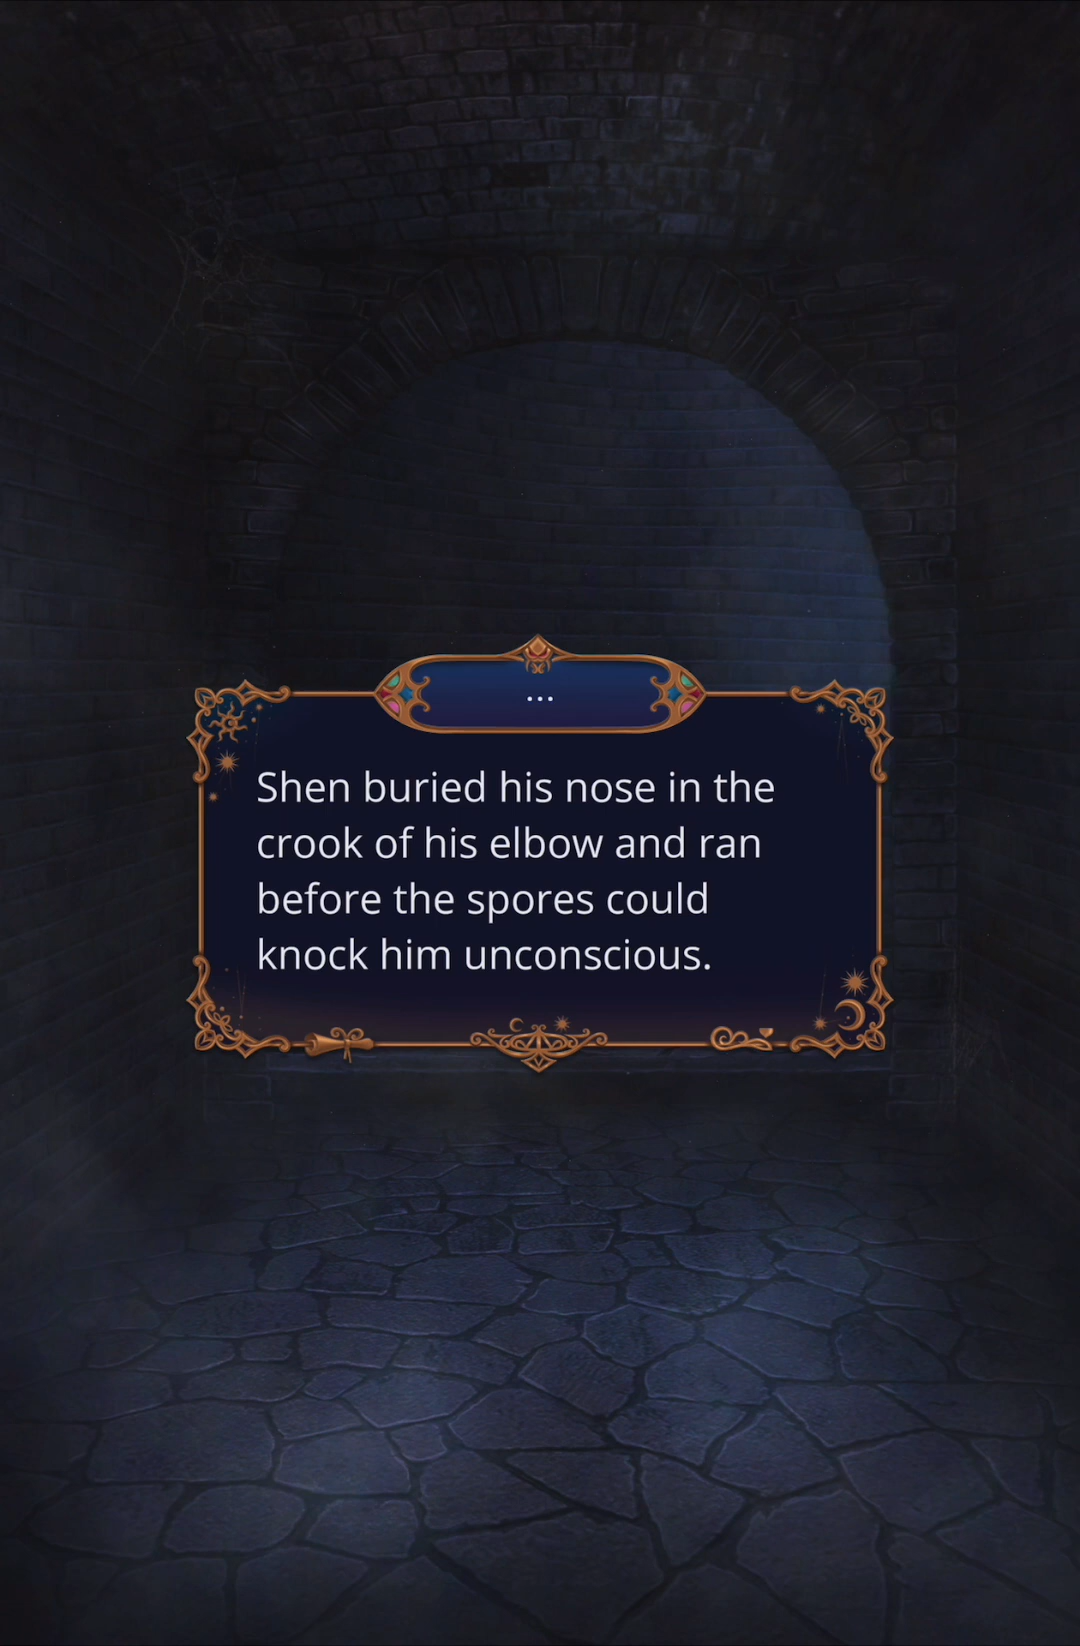 ...
Shen buried his nose in the
crook of his elbow and ran
before the spores could
knock him unconscious.